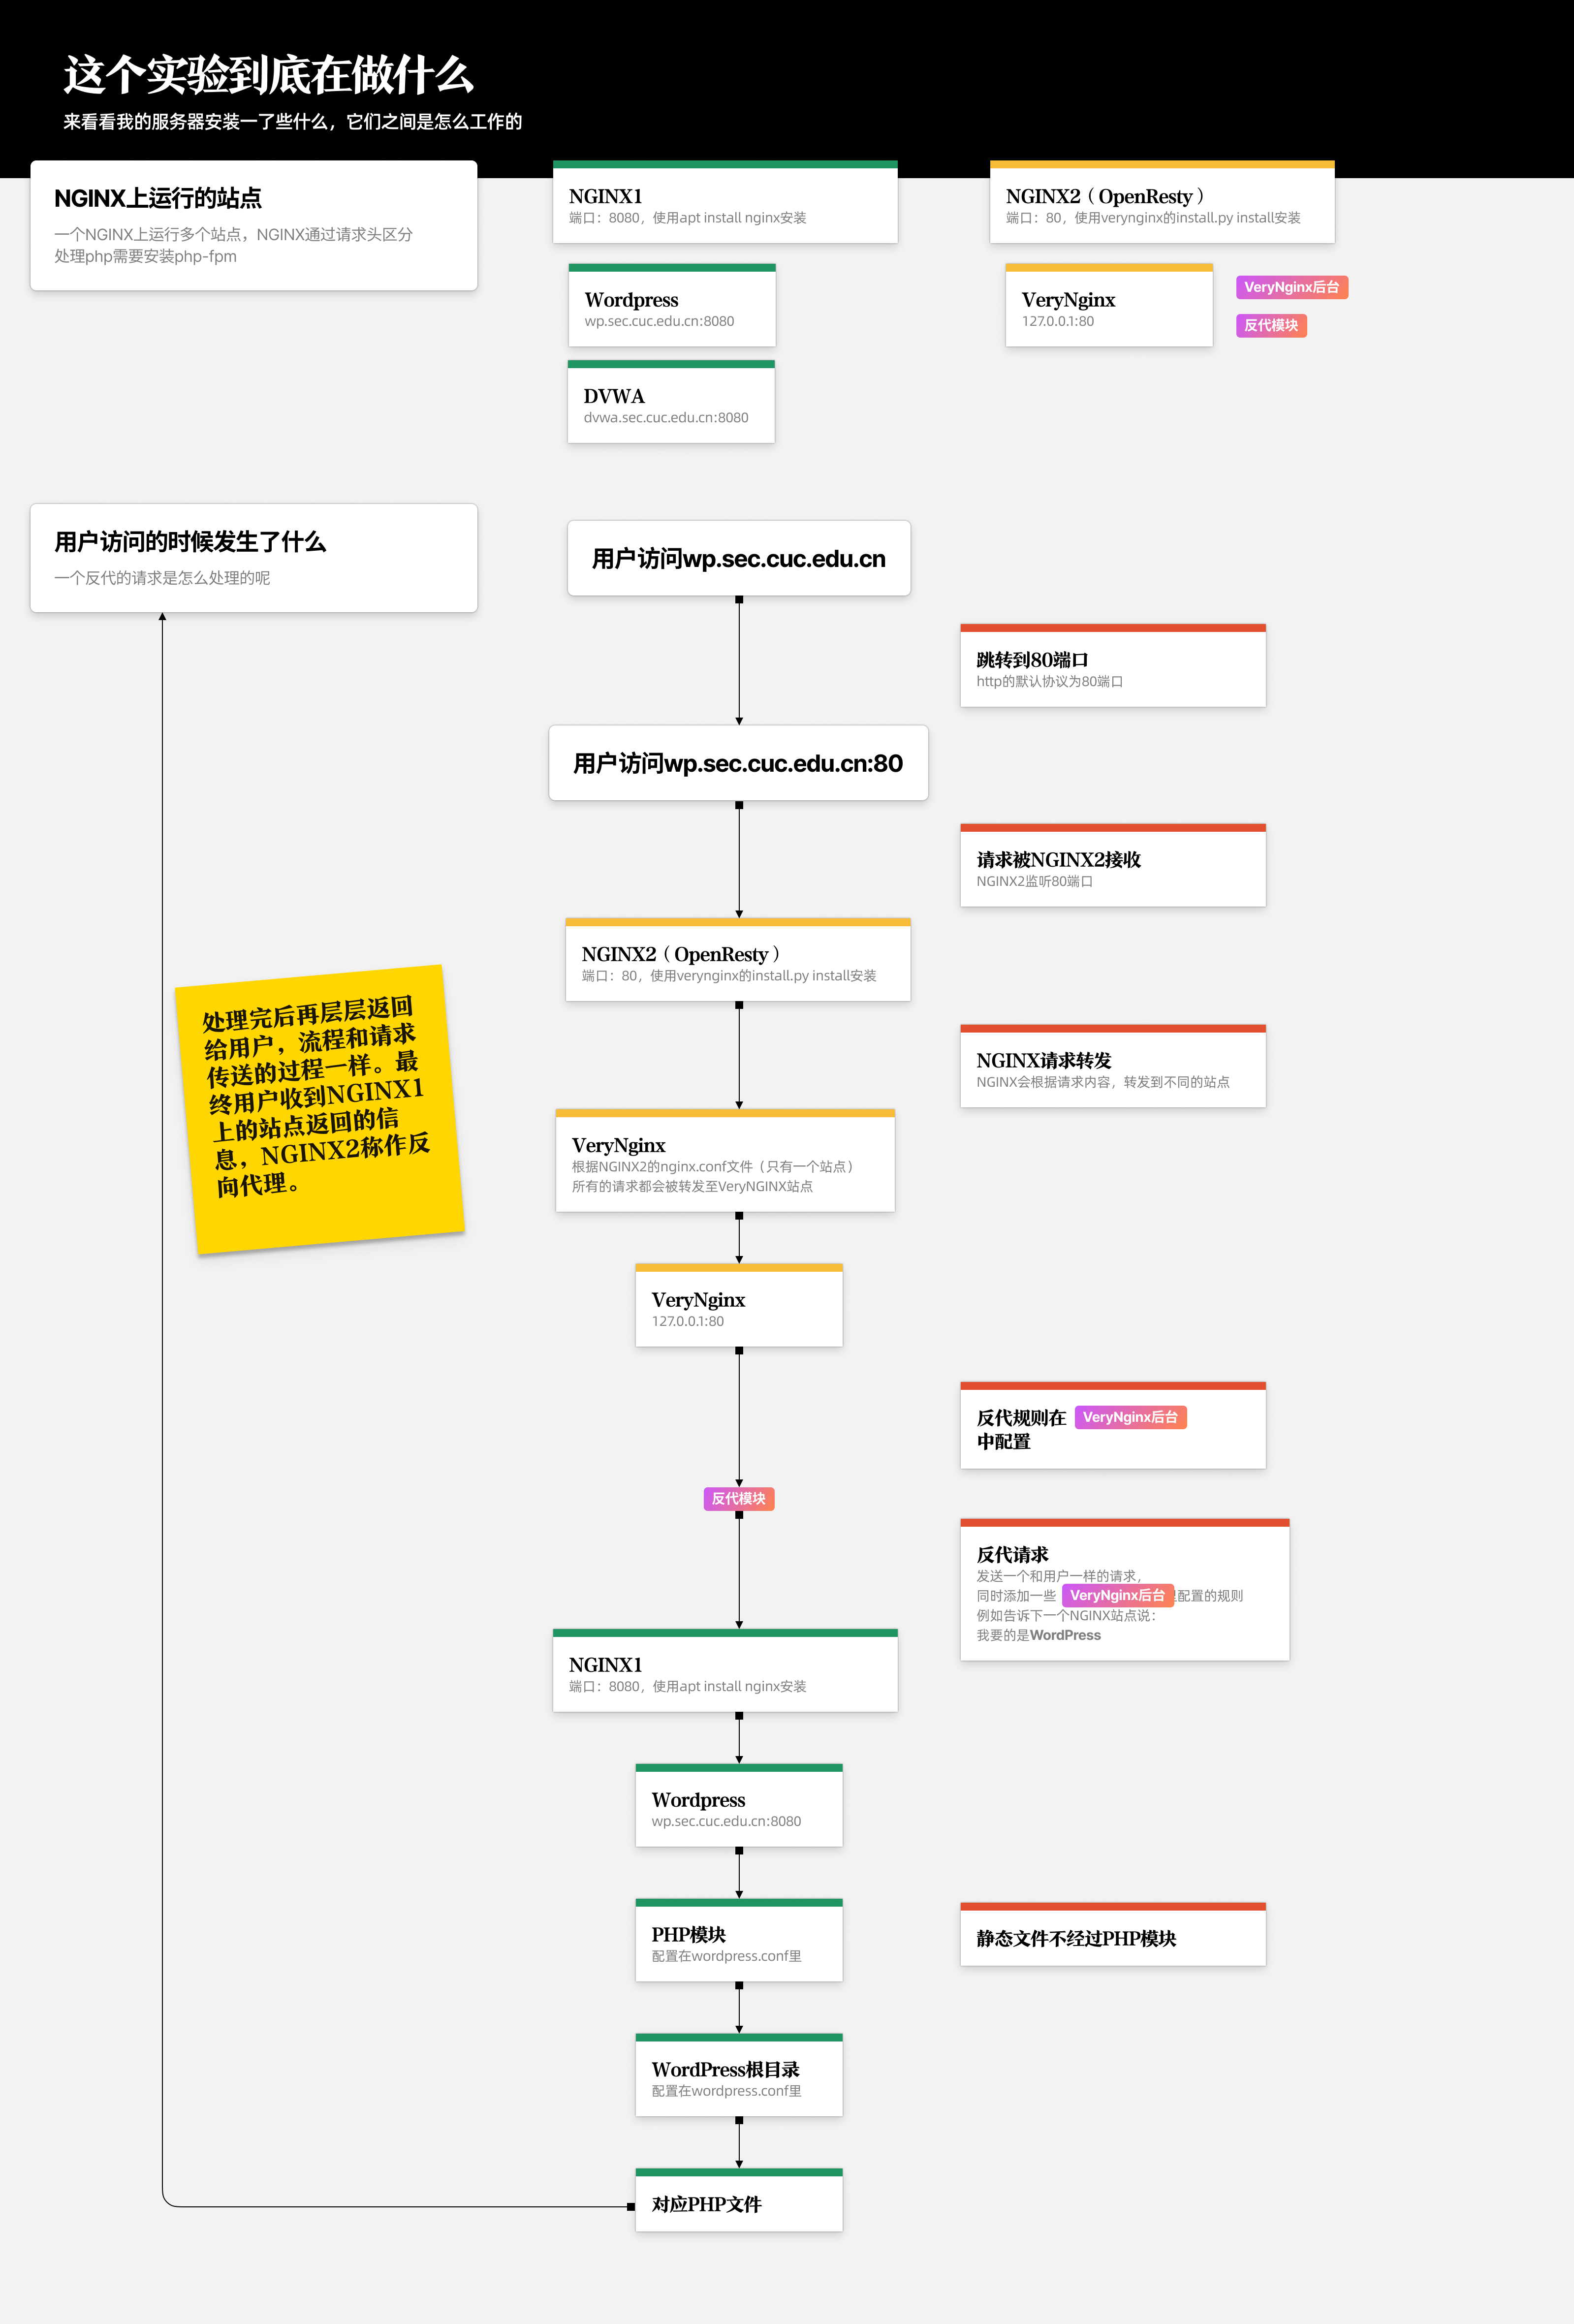 这个实验到底在做什么
来看看我的服务器安装一了些什么，它们之间是怎么工作的
NGINX上运行的站点
一个NGINX上运行多个站点，NGINX通过请求头区分
处理php需要安装php-fpm
NGINX1
端口：8080，使用apt install nginx安装
Wordpress
wp.sec.cuc.edu.cn:8080
DVWA
dvwa.sec.cuc.edu.cn:8080
NGINX2（OpenResty）
端口：80，使用verynginx的install.py install安装
VeryNginx
127.0.0.1:80
VeryNginx后台
反代模块
用户访问的时候发生了什么
一个反代的请求是怎么处理的呢
用户访问wp.sec.cuc.edu.cn
跳转到80端口
http的默认协议为80端口
用户访问wp.sec.cuc.edu.cn:80
请求被NGINX2接收
NGINX2监听80端口
NGINX2（OpenResty）
端口：80，使用verynginx的install.py install安装
处理完后再层层返回
给用户，流程和请求
传送的过程一样。最
终用户收到NGINX1
上的站点返回的信
息，NGINX2称作反
向代理。
NGINX请求转发
NGINX会根据请求内容，转发到不同的站点
VeryNginx
根据NGINX2的nginx.conf文件（只有一个站点）
所有的请求都会被转发至VeryNGINX站点
VeryNginx
127.0.0.1:80
反代规则在 VeryNginx后台
中配置
反代模块
反代请求
发送一个和用户一样的请求，
同时添加一些 VeryNginx后台 配置的规则
例如告诉下一个NGINX站点说：
我要的是WordPress
NGINX1
端口：8080，使用apt install nginx安装
Wordpress
wp.sec.cuc.edu.cn:8080
PHP模块
配置在wordpress.conf里
静态文件不经过PHP模块
WordPress根目录
配置在wordpress.conf里
对应PHP文件